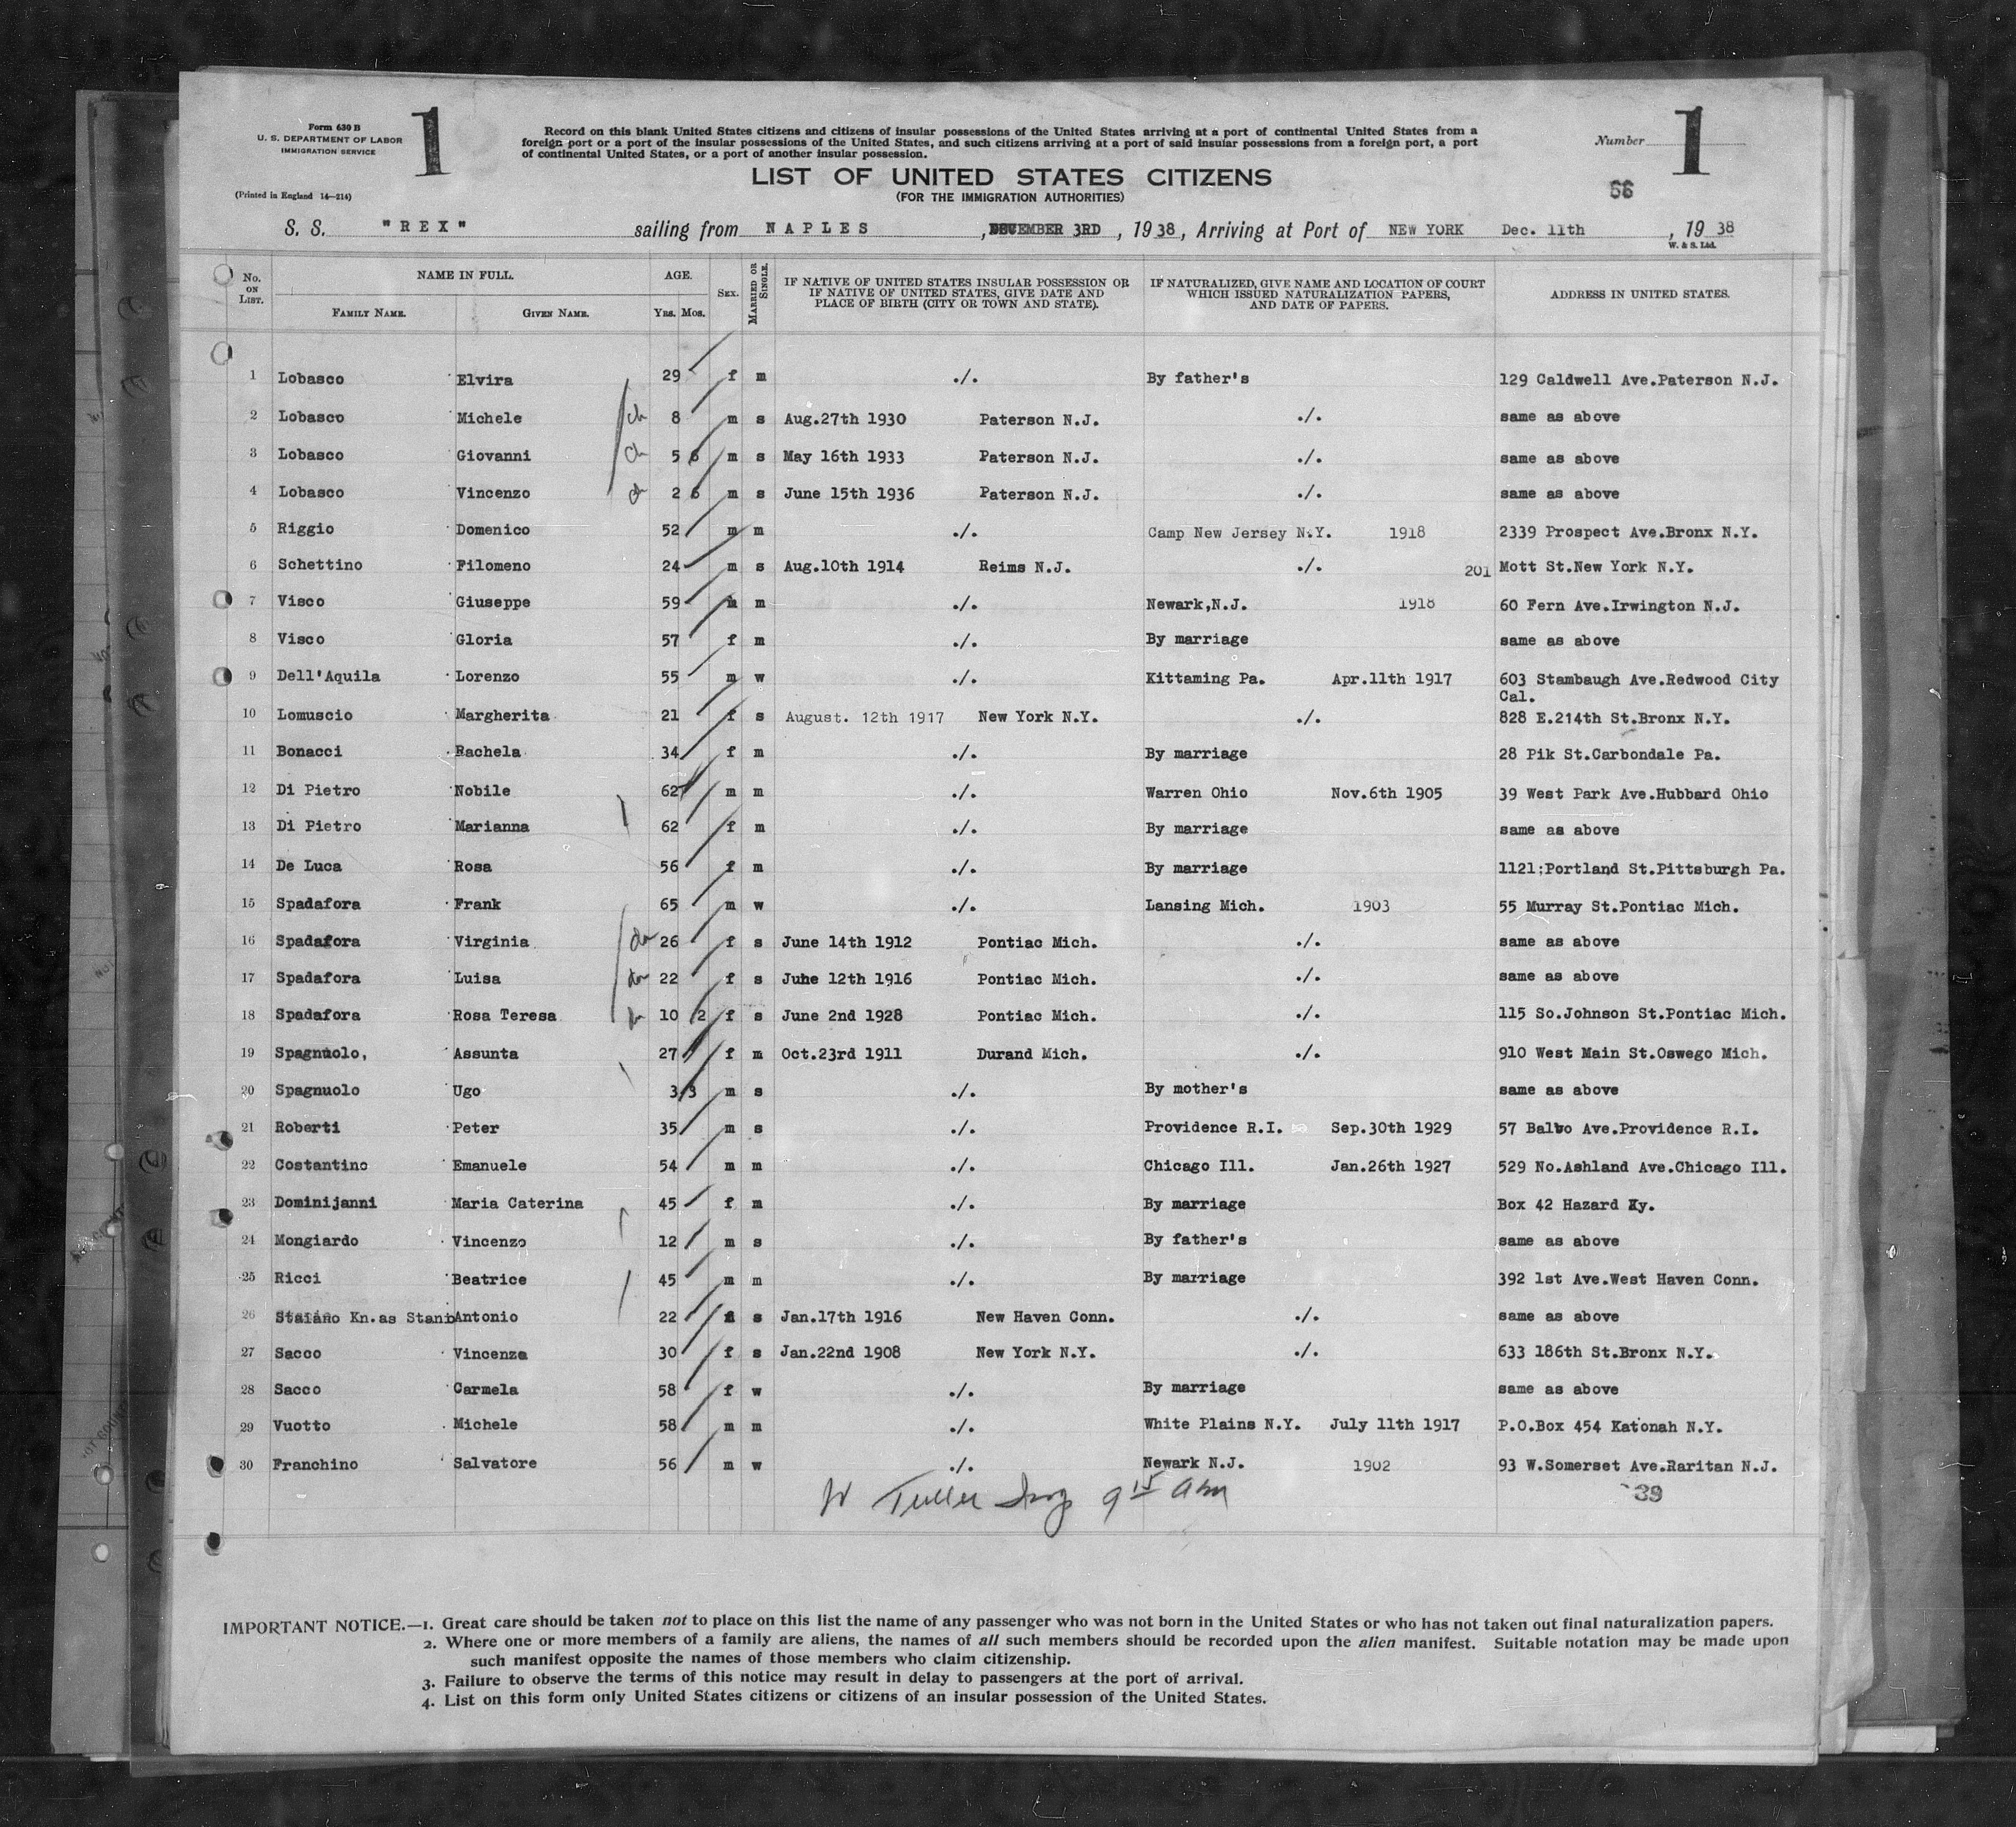 Form 630 B
U. S. DEPARTMENT OF LABOR
IMMIGRATION SERVICE
(Printed in England 14—214)
1
Record on this blank United States citizens and citizens of insular possessions of the United States arriving at a port of continental United States from a
foreign port or a port of the insular possessions of the United States, and such citizens arriving at a port of said insular possessions from a foreign port, a port
of continental United States, or a port of another insular possession.
Number 1
LIST OF UNITED STATES CITIZENS
(FOR THE IMMIGRATION AUTHORITIES)
66
S. S. "REX" sailing from NAPLES, DECEMBER 3RD, 1938, Arriving at Port of NEW YORK Dec. 11th, 1938
W. & S. Ltd.
No. ON LIST. NAME IN FULL. FAMILY NAME. GIVEN NAME. AGE. YRS. MOS. SEX. MARRIED OR SINGLE. IF NATIVE OF UNITED STATES INSULAR POSSESSION OR IF NATIVE OF UNITED STATES, GIVE DATE AND PLACE OF BIRTH (CITY OR TOWN AND STATE). IF NATURALIZED, GIVE NAME AND LOCATION OF COURT WHICH ISSUED NATURALIZATION PAPERS, AND DATE OF PAPERS. ADDRESS IN UNITED STATES.
1 Lobasco Elvira 29 f m ./. By father's 129 Caldwell Ave.Paterson N.J.
2 Lobasco Michele ch 8 m s Aug.27th 1930 Paterson N.J. ./. same as above
3 Lobasco Giovanni ch 5 6 m s May 16th 1933 Paterson N.J. ./. same as above
4 Lobasco Vincenzo ch 2 6 m s June 15th 1936 Paterson N.J. ./. same as above
5 Riggio Domenico 52 m m ./. Camp New Jersey N.Y. 1918 2339 Prospect Ave.Bronx N.Y.
6 Schettino Filomeno 24 m s Aug.10th 1914 Reims N.J. ./. 201 Mott St.New York N.Y.
7 Visco Giuseppe 59 m m ./. Newark,N.J. 1918 60 Fern Ave.Irwington N.J.
8 Visco Gloria 57 f m ./. By marriage same as above
9 Dell'Aquila Lorenzo 55 m w ./. Kittaming Pa. Apr.11th 1917 603 Stambaugh Ave.Redwood City
Cal.
10 Lomuscio Margherita 21 f s August. 12th 1917 New York N.Y. ./. 828 E.214th St.Bronx N.Y.
11 Bonacci Rachela 34 f m ./. By marriage 28 Pik St.Carbondale Pa.
12 Di Pietro Nobile 62 m m ./. Warren Ohio Nov.6th 1905 39 West Park Ave.Hubbard Ohio
13 Di Pietro Marianna 62 f m ./. By marriage same as above
14 De Luca Rosa 56 f m ./. By marriage 1121;Portland St.Pittsburgh Pa.
15 Spadafora Frank 65 m w ./. Lansing Mich. 1903 55 Murray St.Pontiac Mich.
16 Spadafora Virginia da 26 f s June 14th 1912 Pontiac Mich. ./. same as above
17 Spadafora Luisa da 22 f s June 12th 1916 Pontiac Mich. ./. same as above
18 Spadafora Rosa Teresa da 10 2 f s June 2nd 1928 Pontiac Mich. ./. 115 So.Johnson St.Pontiac Mich.
19 Spagnuolo, Assunta 27 f m Oct.23rd 1911 Durand Mich. ./. 910 West Main St.Oswego Mich.
20 Spagnuolo Ugo 3 3 m s ./. By mother's same as above
21 Roberti Peter 35 m s ./. Providence R.I. Sep.30th 1929 57 Balbo Ave.Providence R.I.
22 Costantino Emanuele 54 m m ./. Chicago Ill. Jan.26th 1927 529 No.Ashland Ave.Chicago Ill.
23 Dominijanni Maria Caterina 45 f m ./. By marriage Box 42 Hazard Ky.
24 Mongiardo Vincenzo 12 m s ./. By father's same as above
25 Ricci Beatrice 45 m m ./. By marriage 392 1st Ave.West Haven Conn.
26 Staiano Kn.as Stano Antonio 22 s Jan.17th 1916 New Haven Conn. ./. same as above
27 Sacco Vincenza 30 f s Jan.22nd 1908 New York N.Y. ./. 633 186th St.Bronx N.Y.
28 Sacco Carmela 58 f w ./. By marriage same as above
29 Vuotto Michele 58 m m ./. White Plains N.Y. July 11th 1917 P.O.Box 454 Katonah N.Y.
30 Franchino Salvatore 56 m w ./. Newark N.J. 1902 93 W.Somerset Ave.Raritan N.J.
Tuller Insp 9 15 am 39
IMPORTANT NOTICE.—1. Great care should be taken not to place on this list the name of any passenger who was not born in the United States or who has not taken out final naturalization papers.
2. Where one or more members of a family are aliens, the names of all such members should be recorded upon the alien manifest. Suitable notation may be made upon
such manifest opposite the names of those members who claim citizenship.
3. Failure to observe the terms of this notice may result in delay to passengers at the port of arrival.
4. List on this form only United States citizens or citizens of an insular possession of the United States.